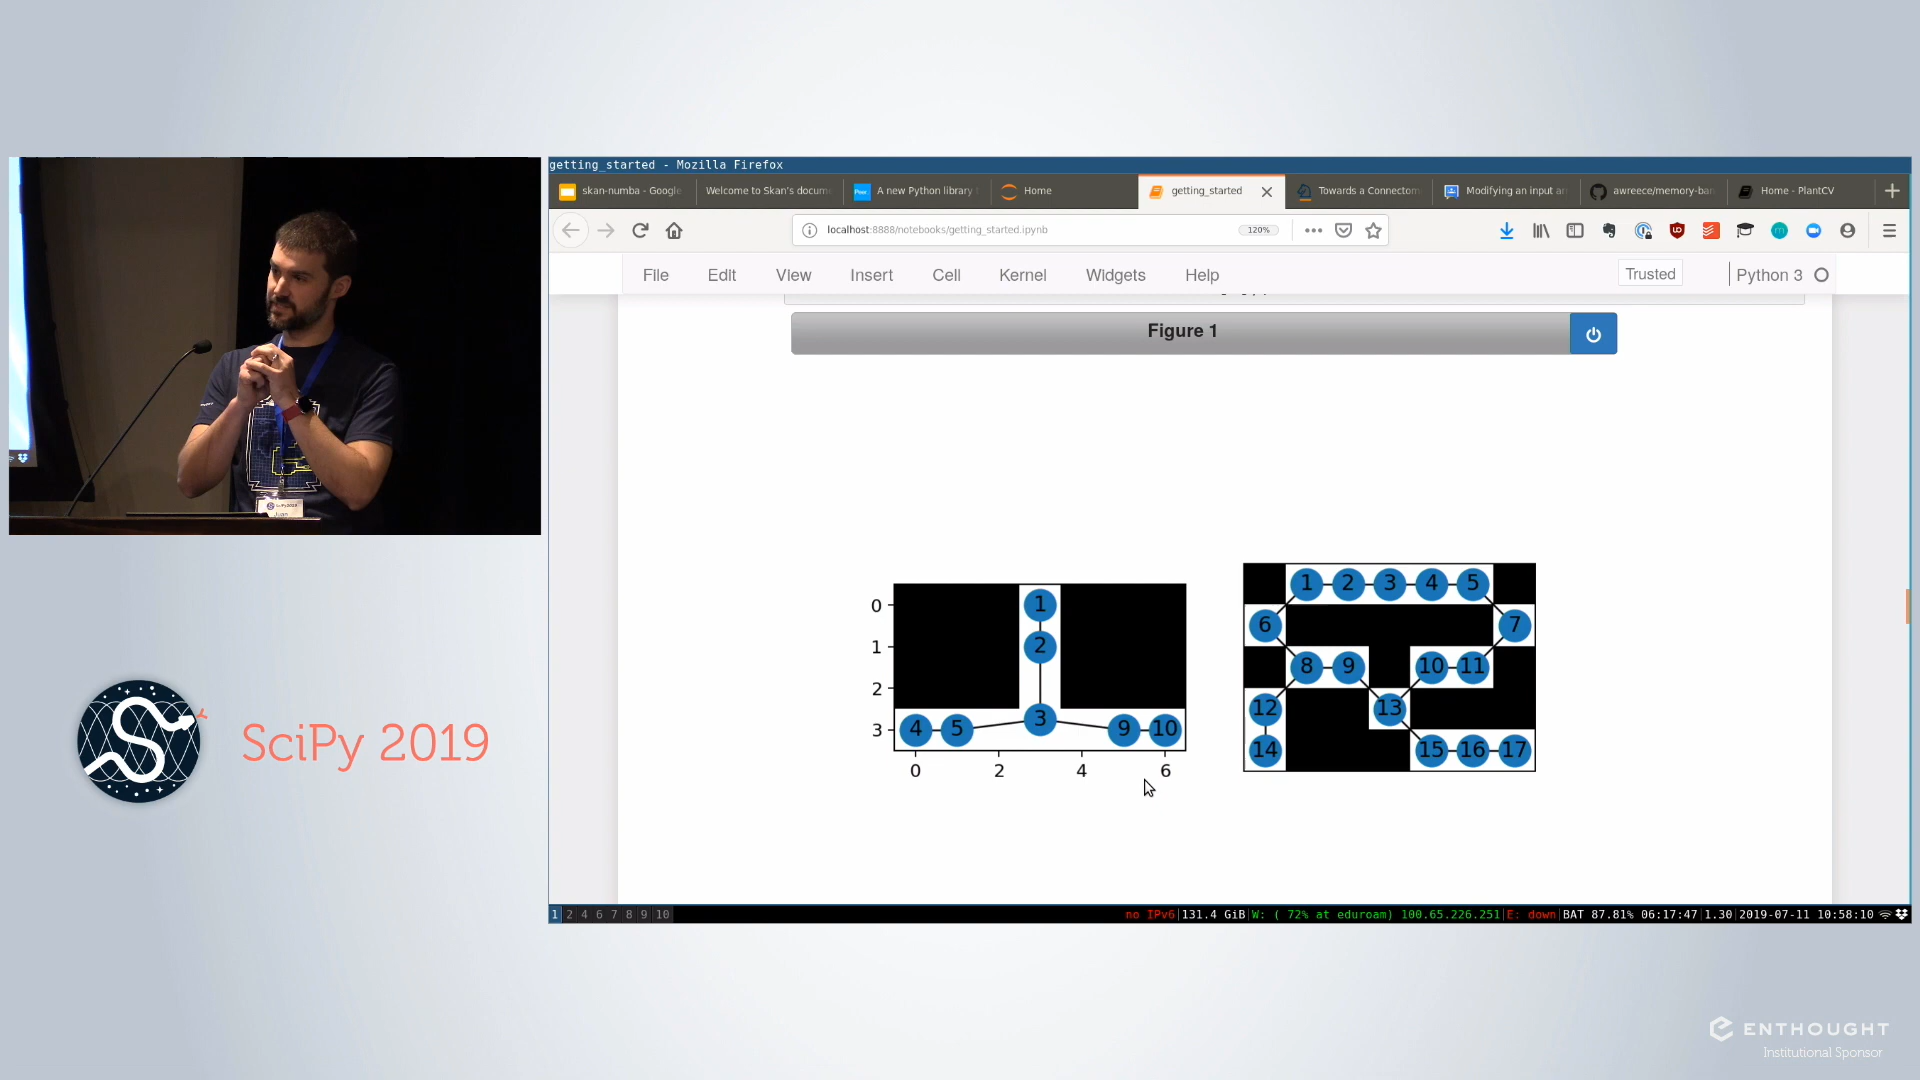 getting_started - Mozilla Firefox
skan-numba - Google
Welcome to Skan's docum
Peer A new Python library
Home
getting_started
Towards a Connectom
Modifying an input ar
awreece/memory-ban
Home - PlantCV
localhost:8888/notebooks/getting_started.ipynb
120%
File Edit View Insert Cell Kernel Widgets Help
Trusted
Python 3
Figure 1
0
1
2
3
0 2 4 6
1
2
3
4 5
9 10
1 2 3 4 5
6 7
8 9 10 11
12 13
14 15 16 17
Juan
SciPy 2019
1 2 4 6 7 8 9 10
no IPv6|131.4 GiB|W: ( 72% at eduroam) 100.65.226.251|E: down|BAT 87.81% 06:17:47|1.30|2019-07-11 10:58:10
ENTHOUGHT
Institutional Sponsor